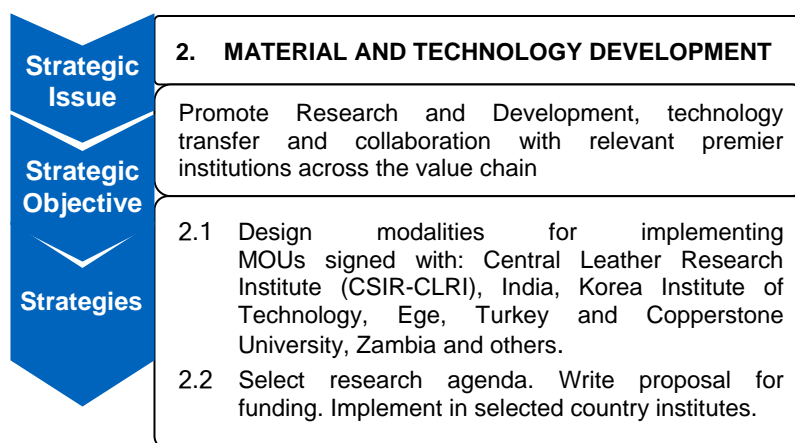 Strategic
Issue
2. MATERIAL AND TECHNOLOGY DEVELOPMENT
Strategic
Objective
Promote Research and Development, technology
transfer and collaboration with relevant premier
institutions across the value chain
Strategies
2.1 Design modalities for implementing
MOUs signed with: Central Leather Research
Institute (CSIR-CLRI), India, Korea Institute of
Technology, Ege, Turkey and Copperstone
University, Zambia and others.
2.2 Select research agenda. Write proposal for
funding. Implement in selected country institutes.